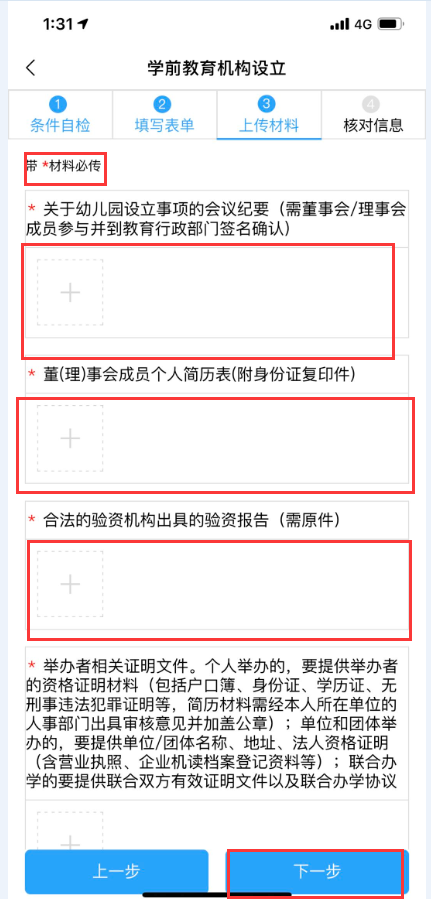 1:31
4G
学前教育机构设立
1
2
3
4
条件自检
填写表单
上传材料
核对信息
带 *材料必传
* 关于幼儿园设立事项的会议纪要（需董事会/理事会
成员参与并到教育行政部门签名确认）
* 董(理)事会成员个人简历表(附身份证复印件)
* 合法的验资机构出具的验资报告（需原件）
* 举办者相关证明文件。个人举办的，要提供举办者
的资格证明材料（包括户口簿、身份证、学历证、无
刑事违法犯罪证明等，简历材料需经本人所在单位的
人事部门出具审核意见并加盖公章）；单位和团体举
办的，要提供单位/团体名称、地址、法人资格证明
（含营业执照、企业机读档案登记资料等）；联合办
学的要提供联合双方有效证明文件以及联合办学协议
上一步
下一步